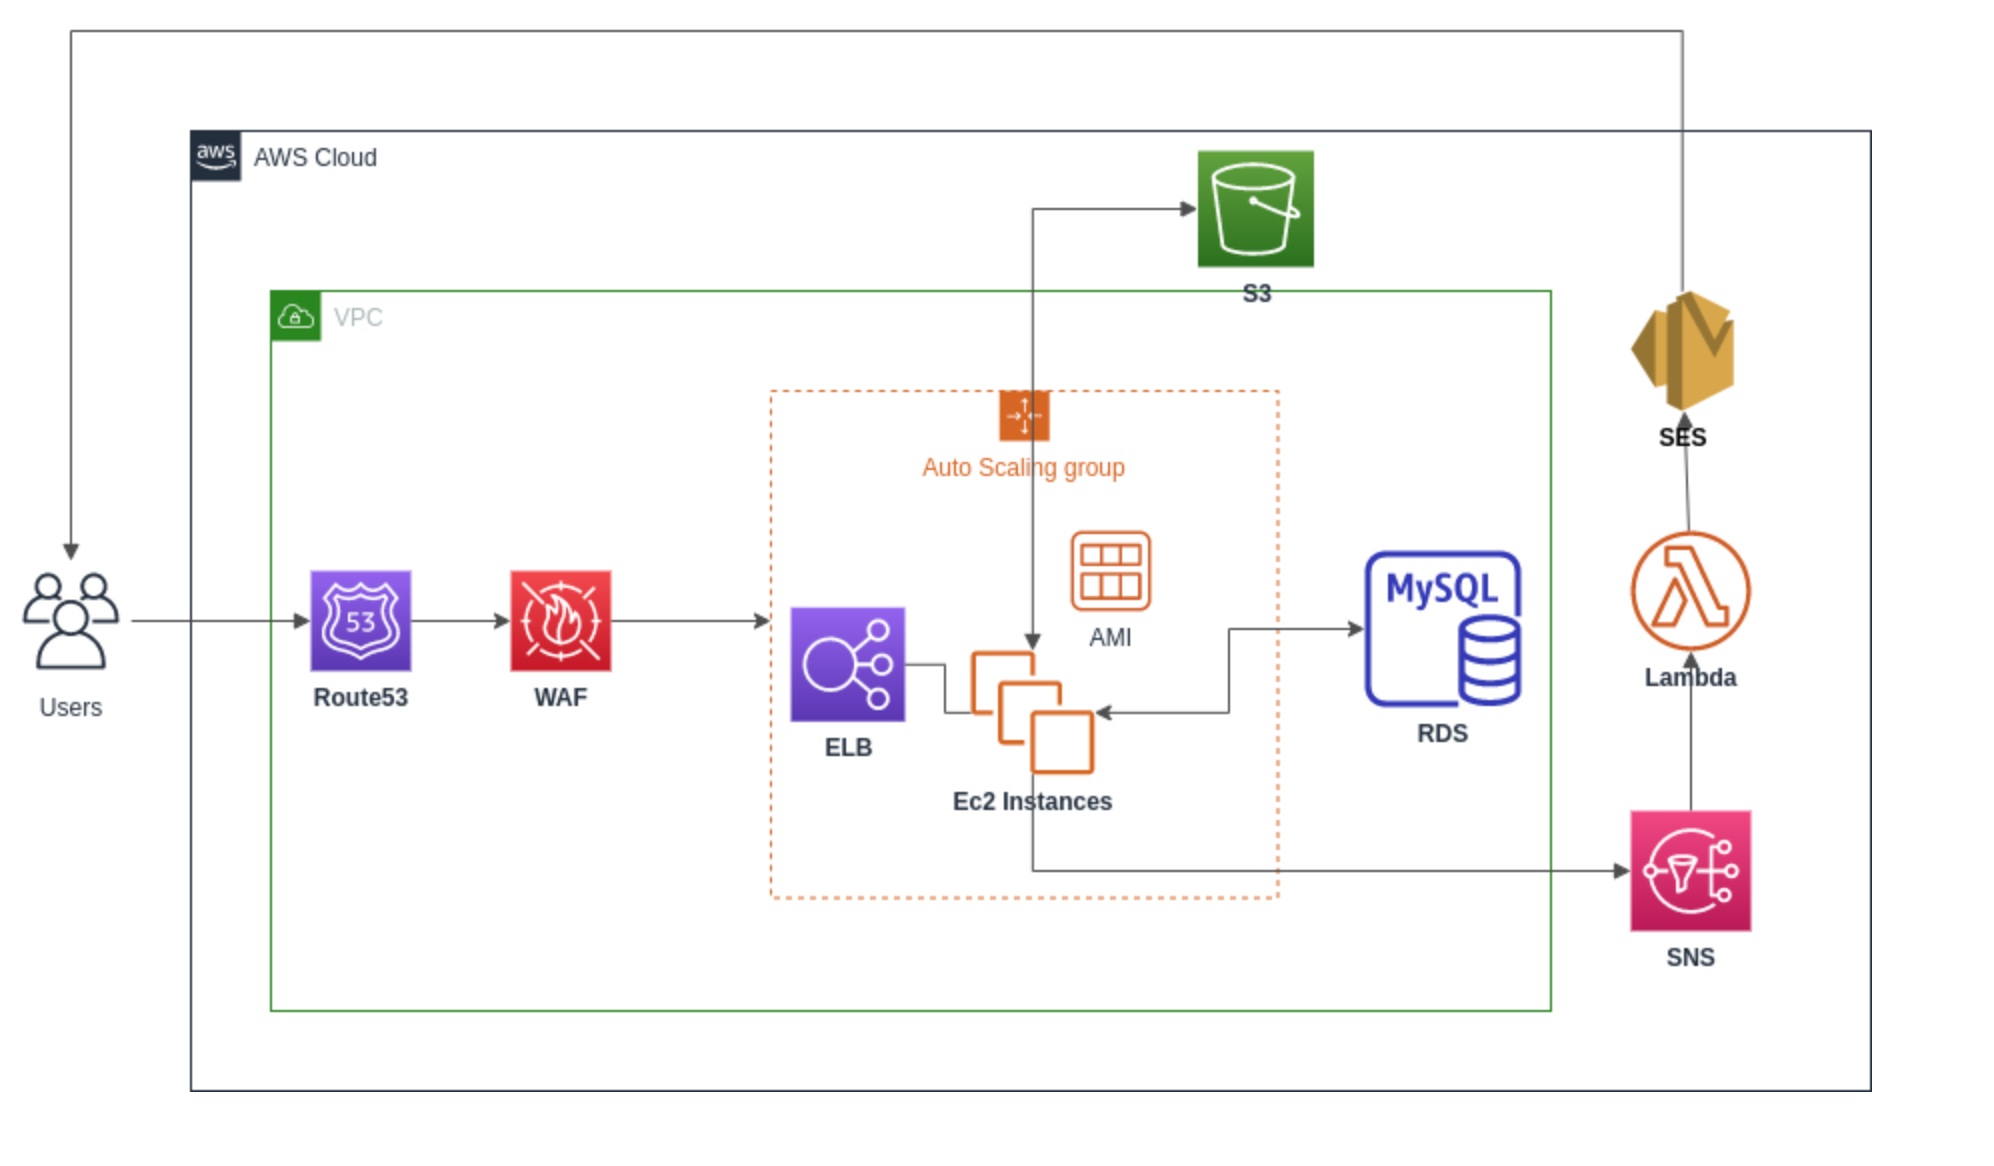 aws
AWS Cloud
S3
VPC
Auto Scaling group
SES
AMI
MySQL
53
Users
Route53
WAF
ELB
Ec2 Instances
RDS
Lambda
SNS